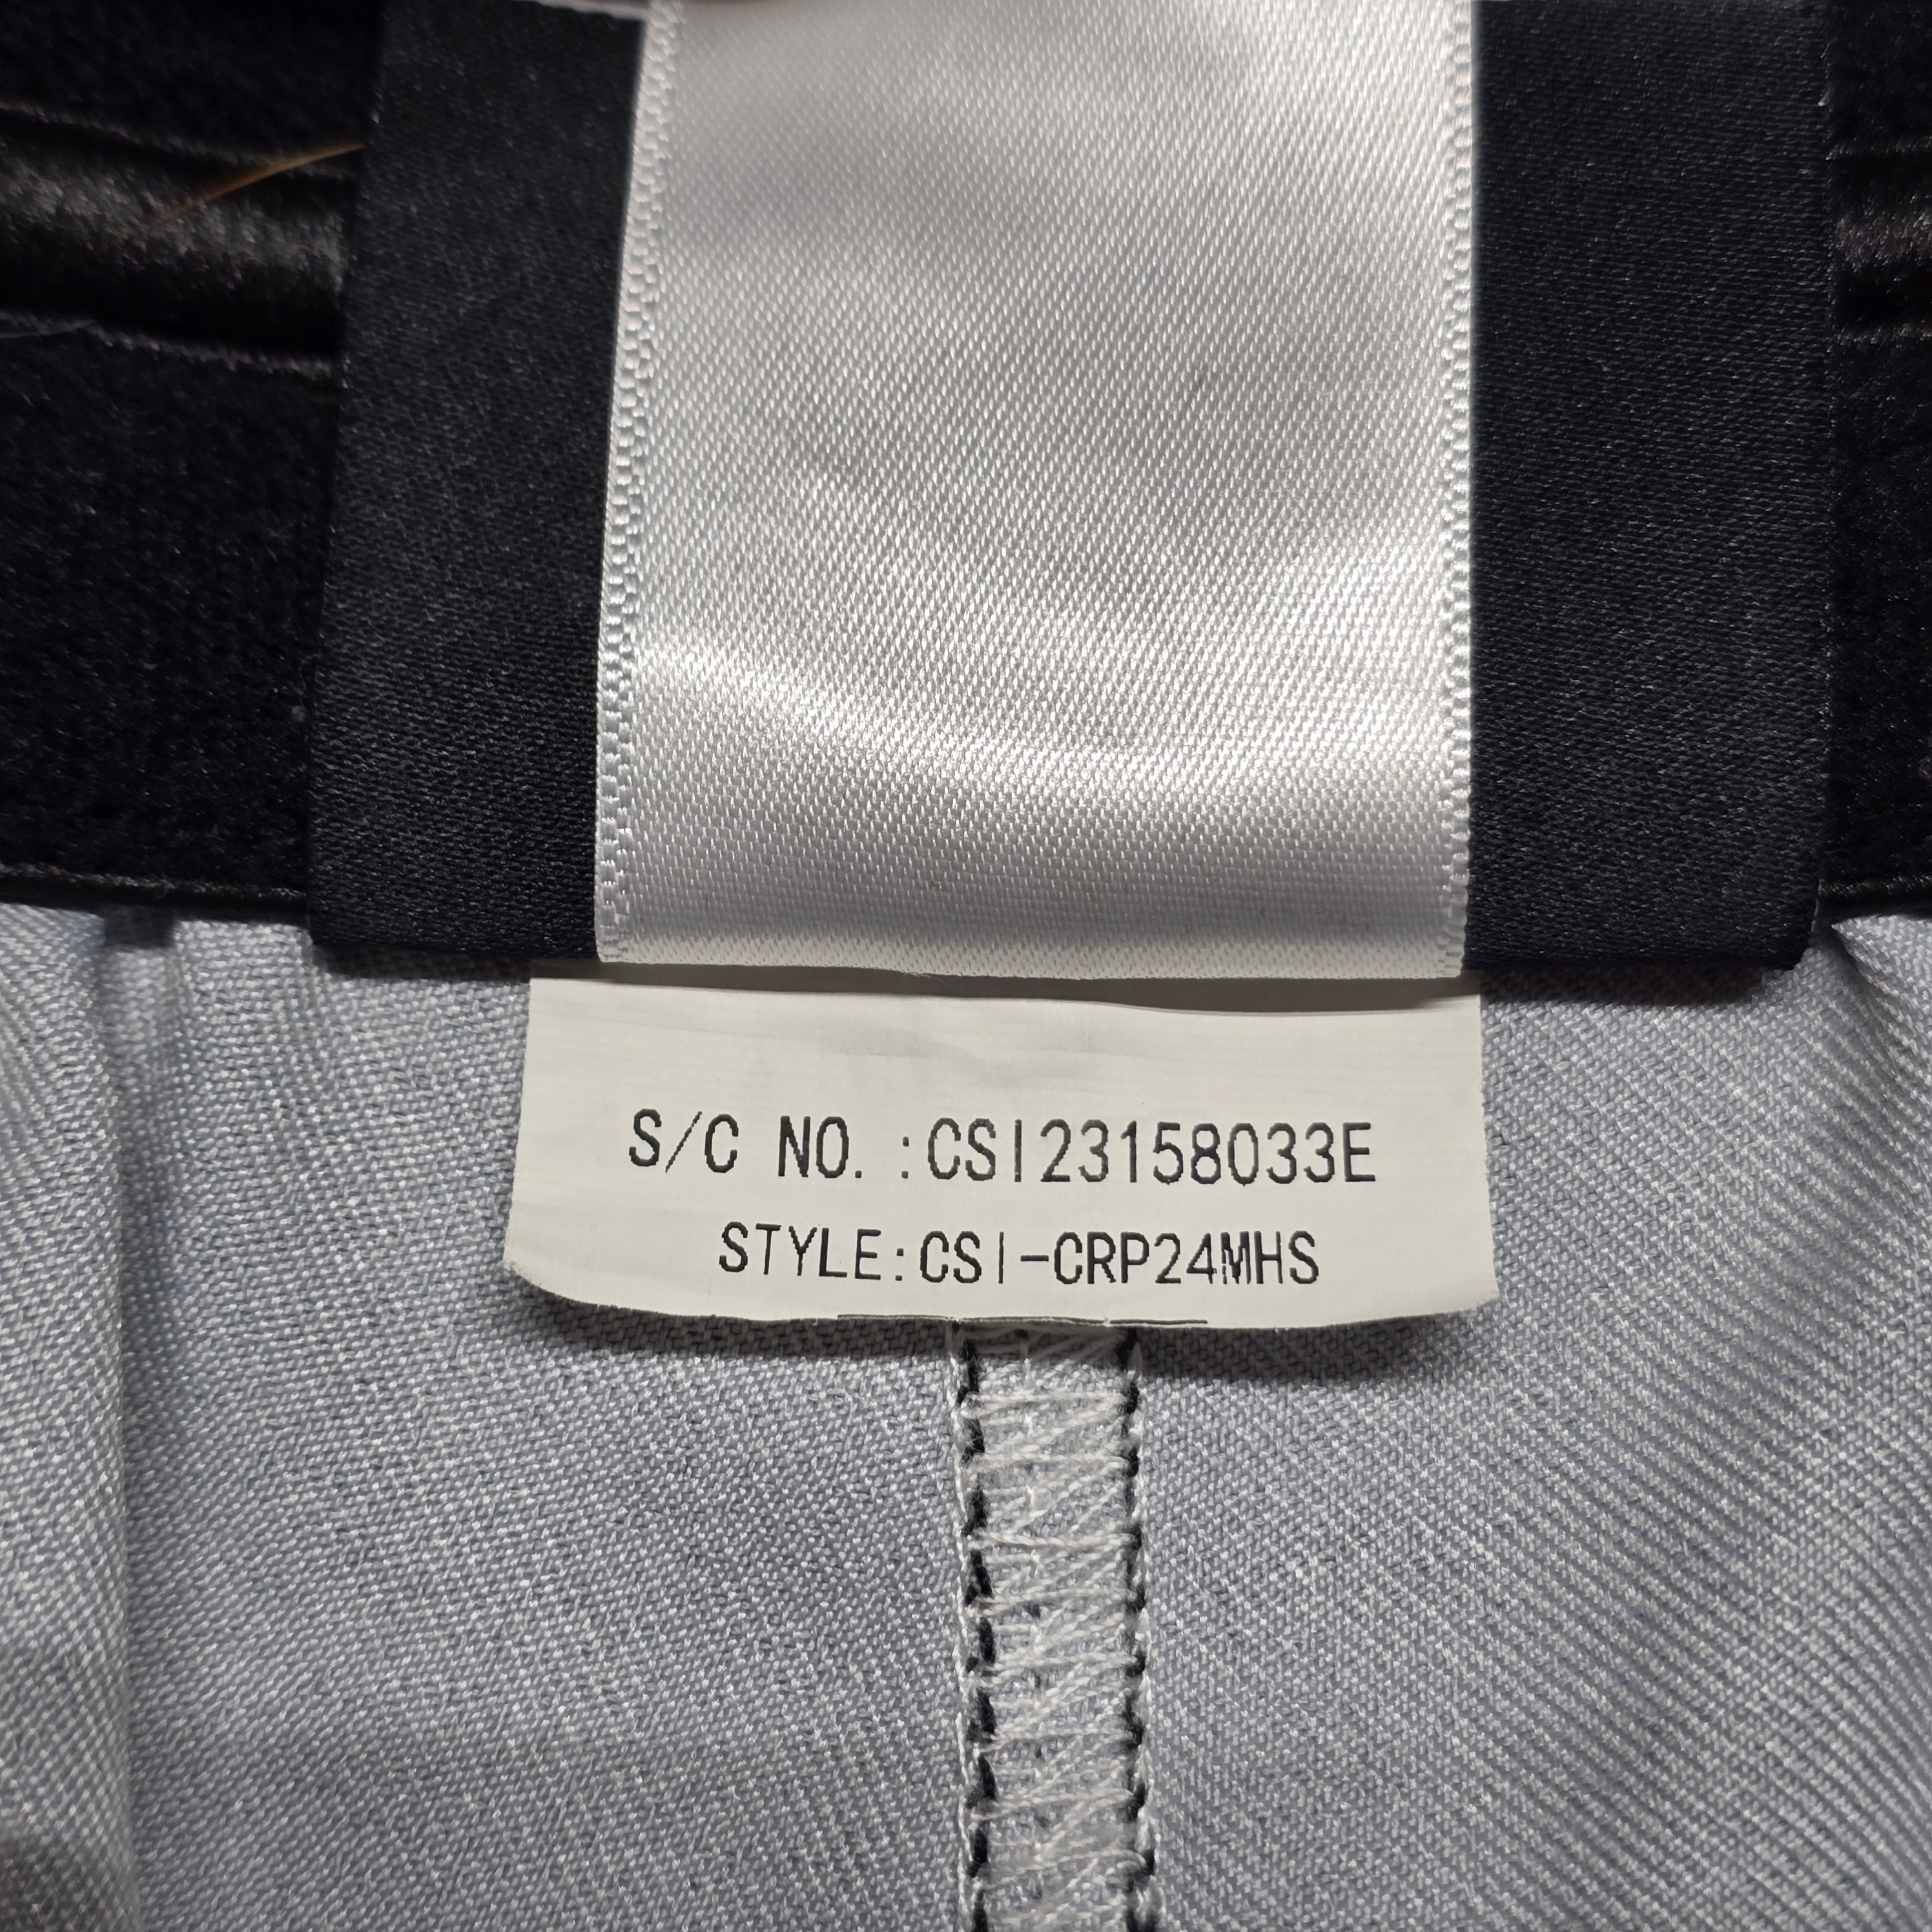 S/C NO. :CSI23158033E
STYLE:CSI-CRP24MHS